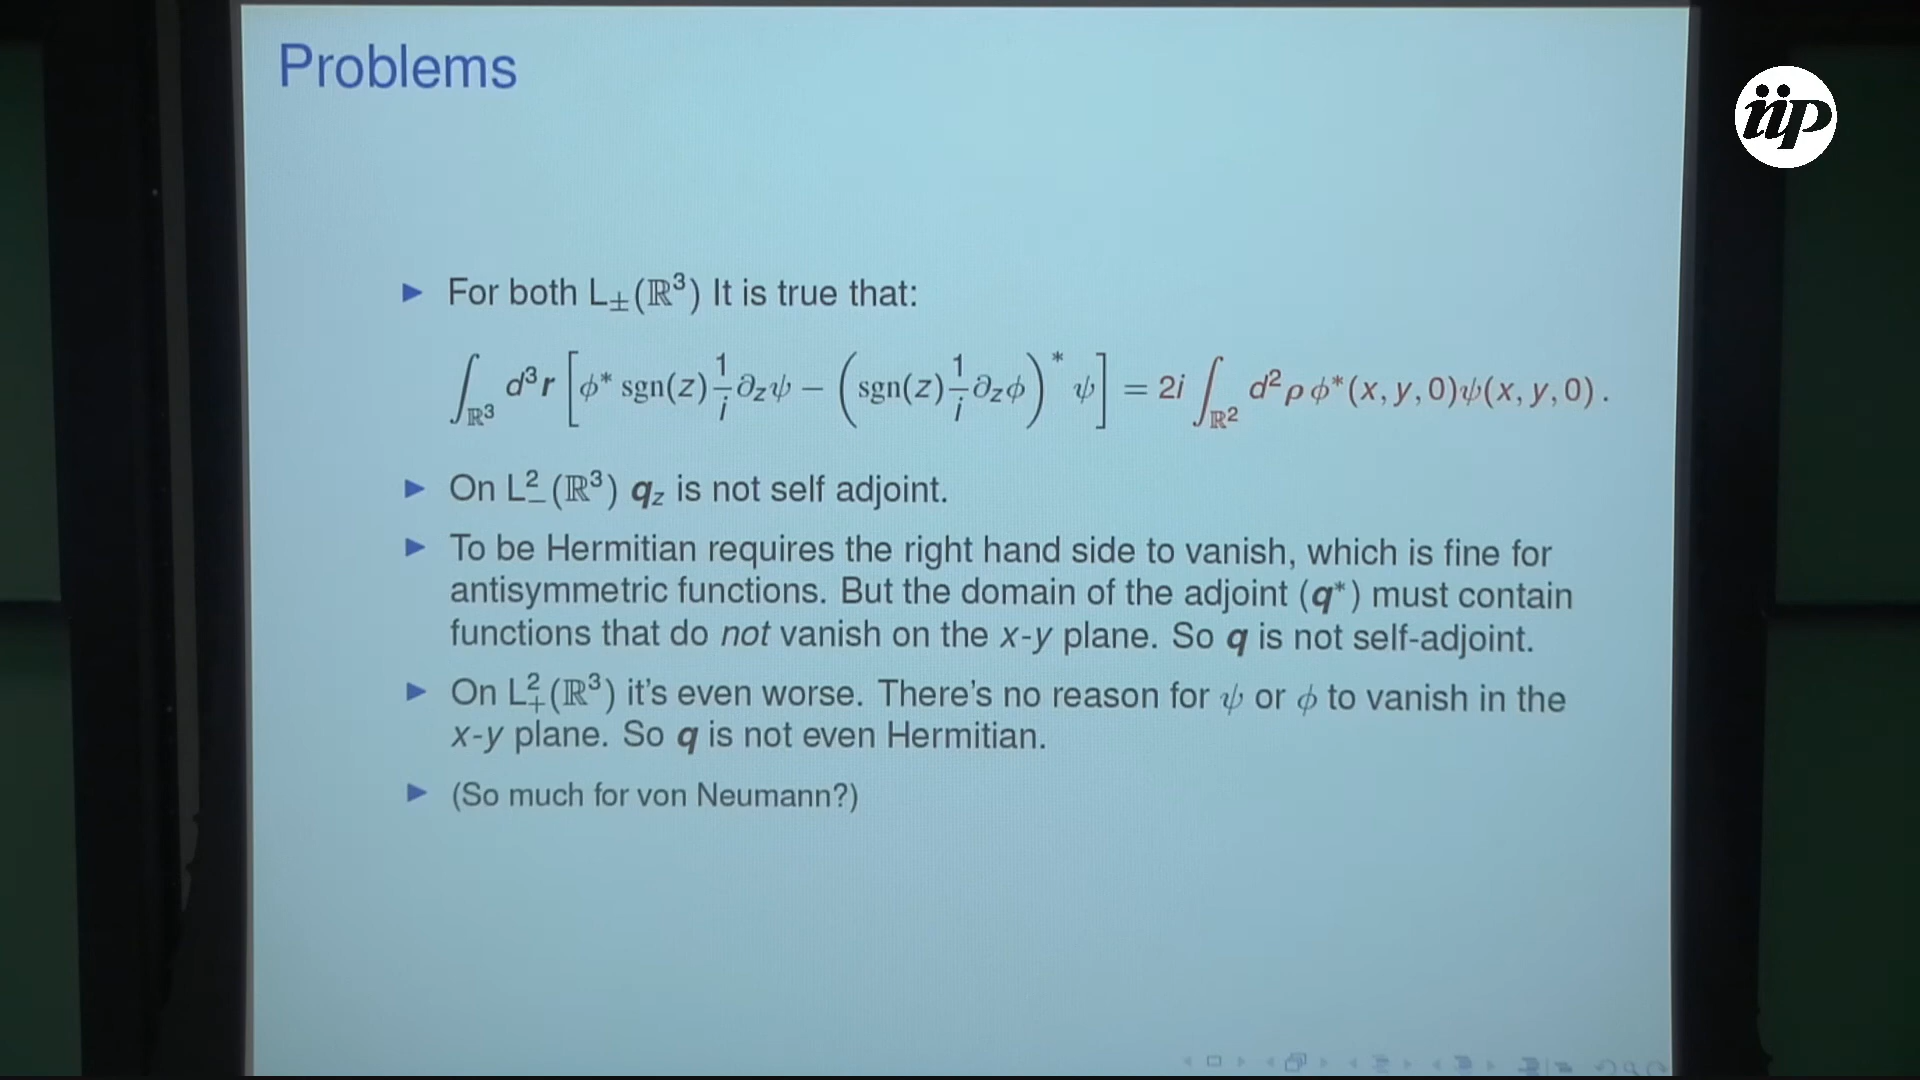 Problems
iip
► For both L±(ℝ³) It is true that:
∫_{ℝ³} d³r [ϕ* sgn(z) 1/i ∂_zψ − (sgn(z) 1/i ∂_zϕ)* ψ] = 2i ∫_{ℝ²} d²ρ ϕ*(x, y, 0)ψ(x, y, 0) .
► On L²₋(ℝ³) q_z is not self adjoint.
► To be Hermitian requires the right hand side to vanish, which is fine for
antisymmetric functions. But the domain of the adjoint (q*) must contain
functions that do not vanish on the x-y plane. So q is not self-adjoint.
► On L²₊(ℝ³) it's even worse. There's no reason for ψ or ϕ to vanish in the
x-y plane. So q is not even Hermitian.
► (So much for von Neumann?)